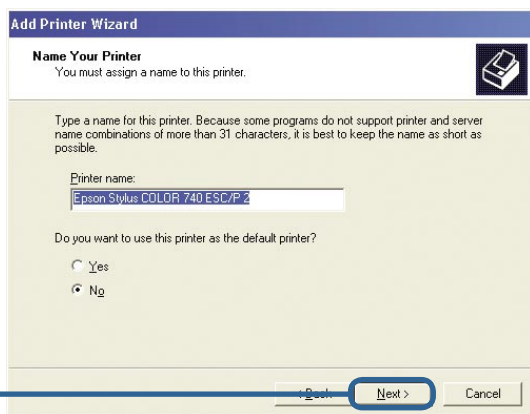 Add Printer Wizard
Name Your Printer
You must assign a name to this printer.
Type a name for this printer. Because some programs do not support printer and server
name combinations of more than 31 characters, it is best to keep the name as short as
possible.
Printer name:
Epson Stylus COLOR 740 ESC/P 2
Do you want to use this printer as the default printer?
Yes
No
< Back Next > Cancel